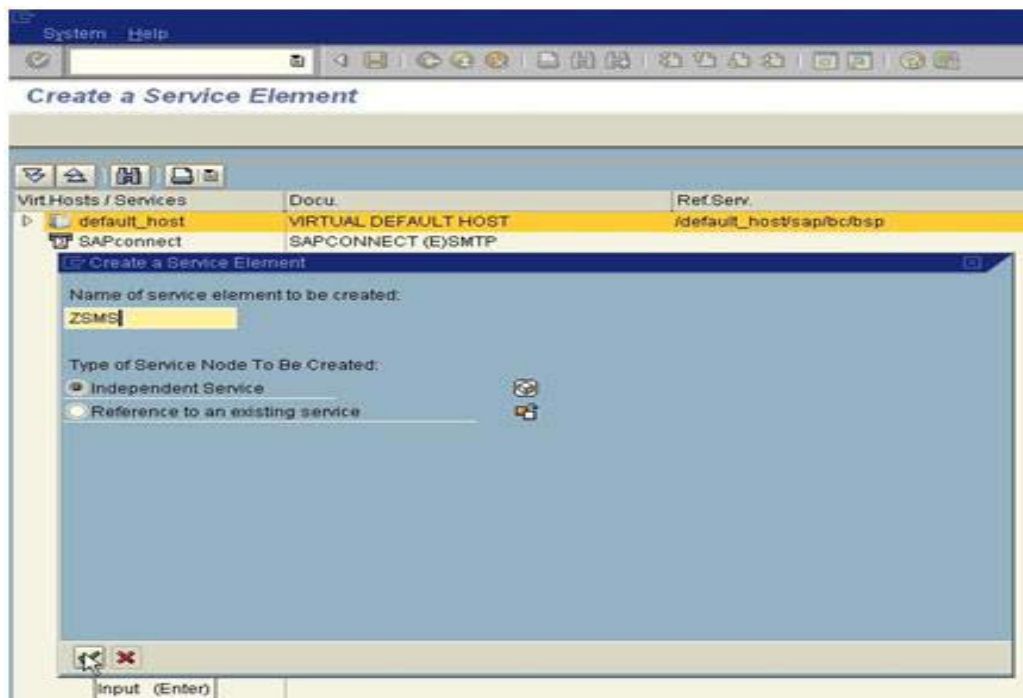 System Help
Create a Service Element
Virt.Hosts / Services Docu. Ref.Serv.
default_host VIRTUAL DEFAULT HOST /default_host/sap/bc/bsp
SAPconnect SAPCONNECT (E)SMTP
Create a Service Element
Name of service element to be created:
ZSMS
Type of Service Node To Be Created:
Independent Service
Reference to an existing service
Input (Enter)